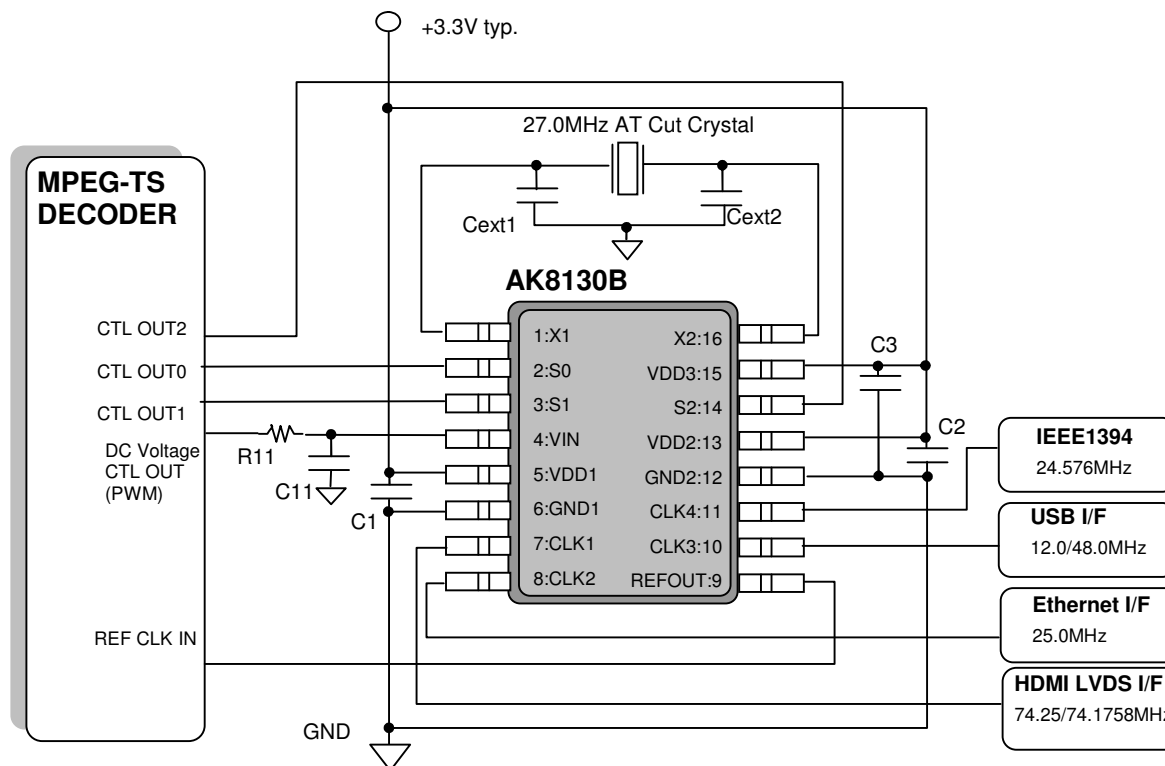 +3.3V typ.
27.0MHz AT Cut Crystal
MPEG-TS
DECODER
Cext1
Cext2
AK8130B
CTL OUT2
CTL OUT0
CTL OUT1
DC Voltage
CTL OUT
(PWM)
REF CLK IN
R11
C11
C1
GND
1:X1
2:S0
3:S1
4:VIN
5:VDD1
6:GND1
7:CLK1
8:CLK2
X2:16
VDD3:15
S2:14
VDD2:13
GND2:12
CLK4:11
CLK3:10
REFOUT:9
C3
C2
IEEE1394
24.576MHz
USB I/F
12.0/48.0MHz
Ethernet I/F
25.0MHz
HDMI LVDS I/F
74.25/74.1758MHz